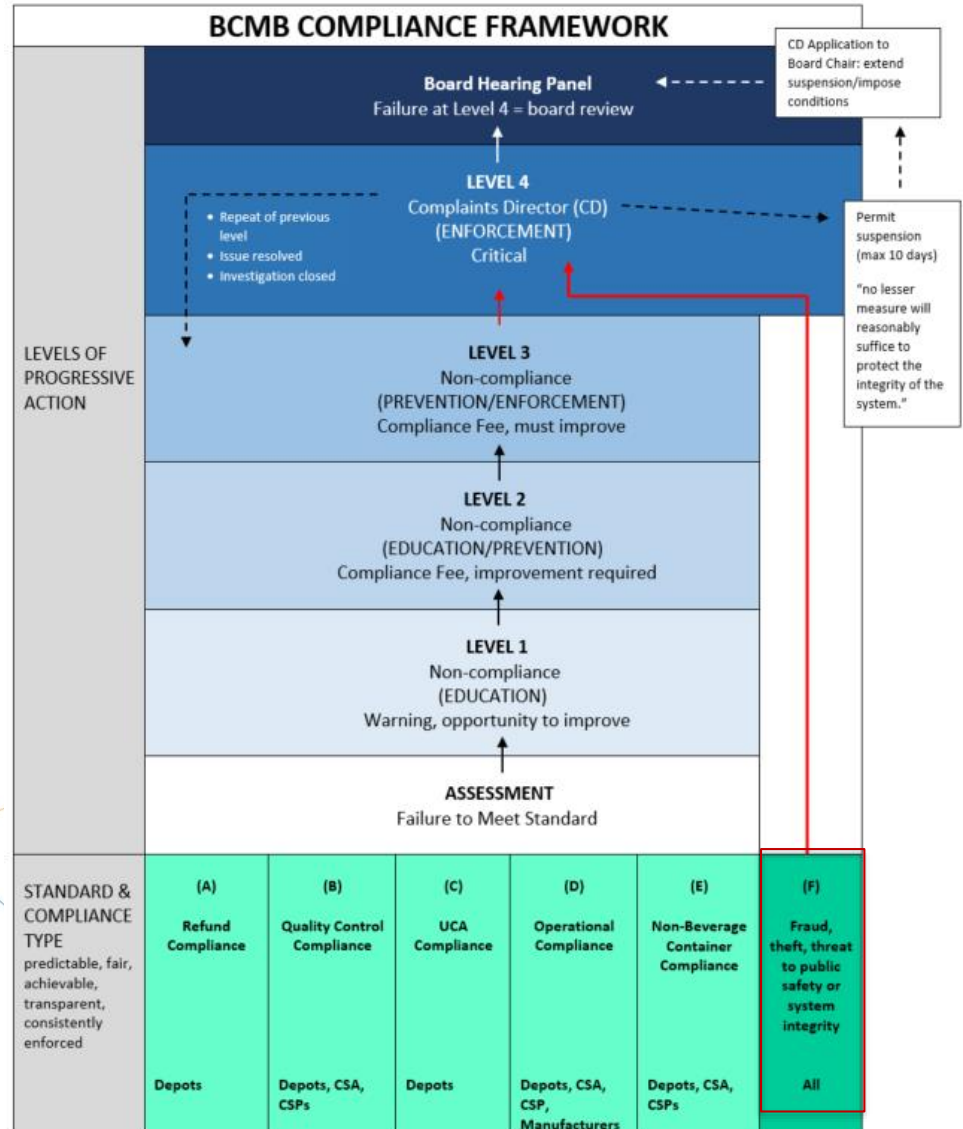 BCMB COMPLIANCE FRAMEWORK
CD Application to
Board Chair: extend
suspension/impose
conditions
Board Hearing Panel
Failure at Level 4 = board review
LEVEL 4
Complaints Director (CD)
(ENFORCEMENT)
Critical
• Repeat of previous
level
• Issue resolved
• Investigation closed
Permit
suspension
(max 10 days)
"no lesser
measure will
reasonably
suffice to
protect the
integrity of the
system."
LEVELS OF
PROGRESSIVE
ACTION
LEVEL 3
Non-compliance
(PREVENTION/ENFORCEMENT)
Compliance Fee, must improve
LEVEL 2
Non-compliance
(EDUCATION/PREVENTION)
Compliance Fee, improvement required
LEVEL 1
Non-compliance
(EDUCATION)
Warning, opportunity to improve
ASSESSMENT
Failure to Meet Standard
STANDARD &
COMPLIANCE
TYPE
predictable, fair,
achievable,
transparent,
consistently
enforced
(A)
Refund
Compliance
Depots
(B)
Quality Control
Compliance
Depots, CSA,
CSPs
(C)
UCA
Compliance
Depots
(D)
Operational
Compliance
Depots, CSA,
CSP,
Manufacturers
(E)
Non-Beverage
Container
Compliance
Depots, CSA,
CSPs
(F)
Fraud,
theft, threat
to public
safety or
system
integrity
All